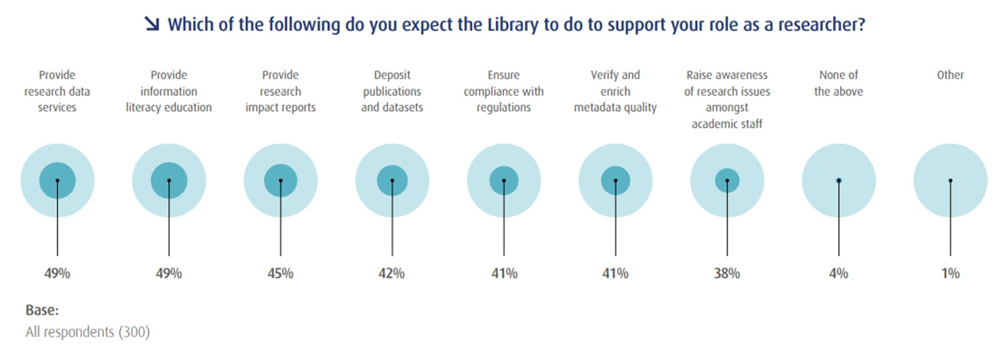 Which of the following do you expect the Library to do to support your role as a researcher?
Provide
research data
services
Provide
information
literacy education
Provide
research
impact reports
Deposit
publications
and datasets
Ensure
compliance with
regulations
Verify and
enrich
metadata quality
Raise awareness
of research issues
amongst
academic staff
None of
the above
Other
49%
49%
45%
42%
41%
41%
38%
4%
1%
Base:
All respondents (300)